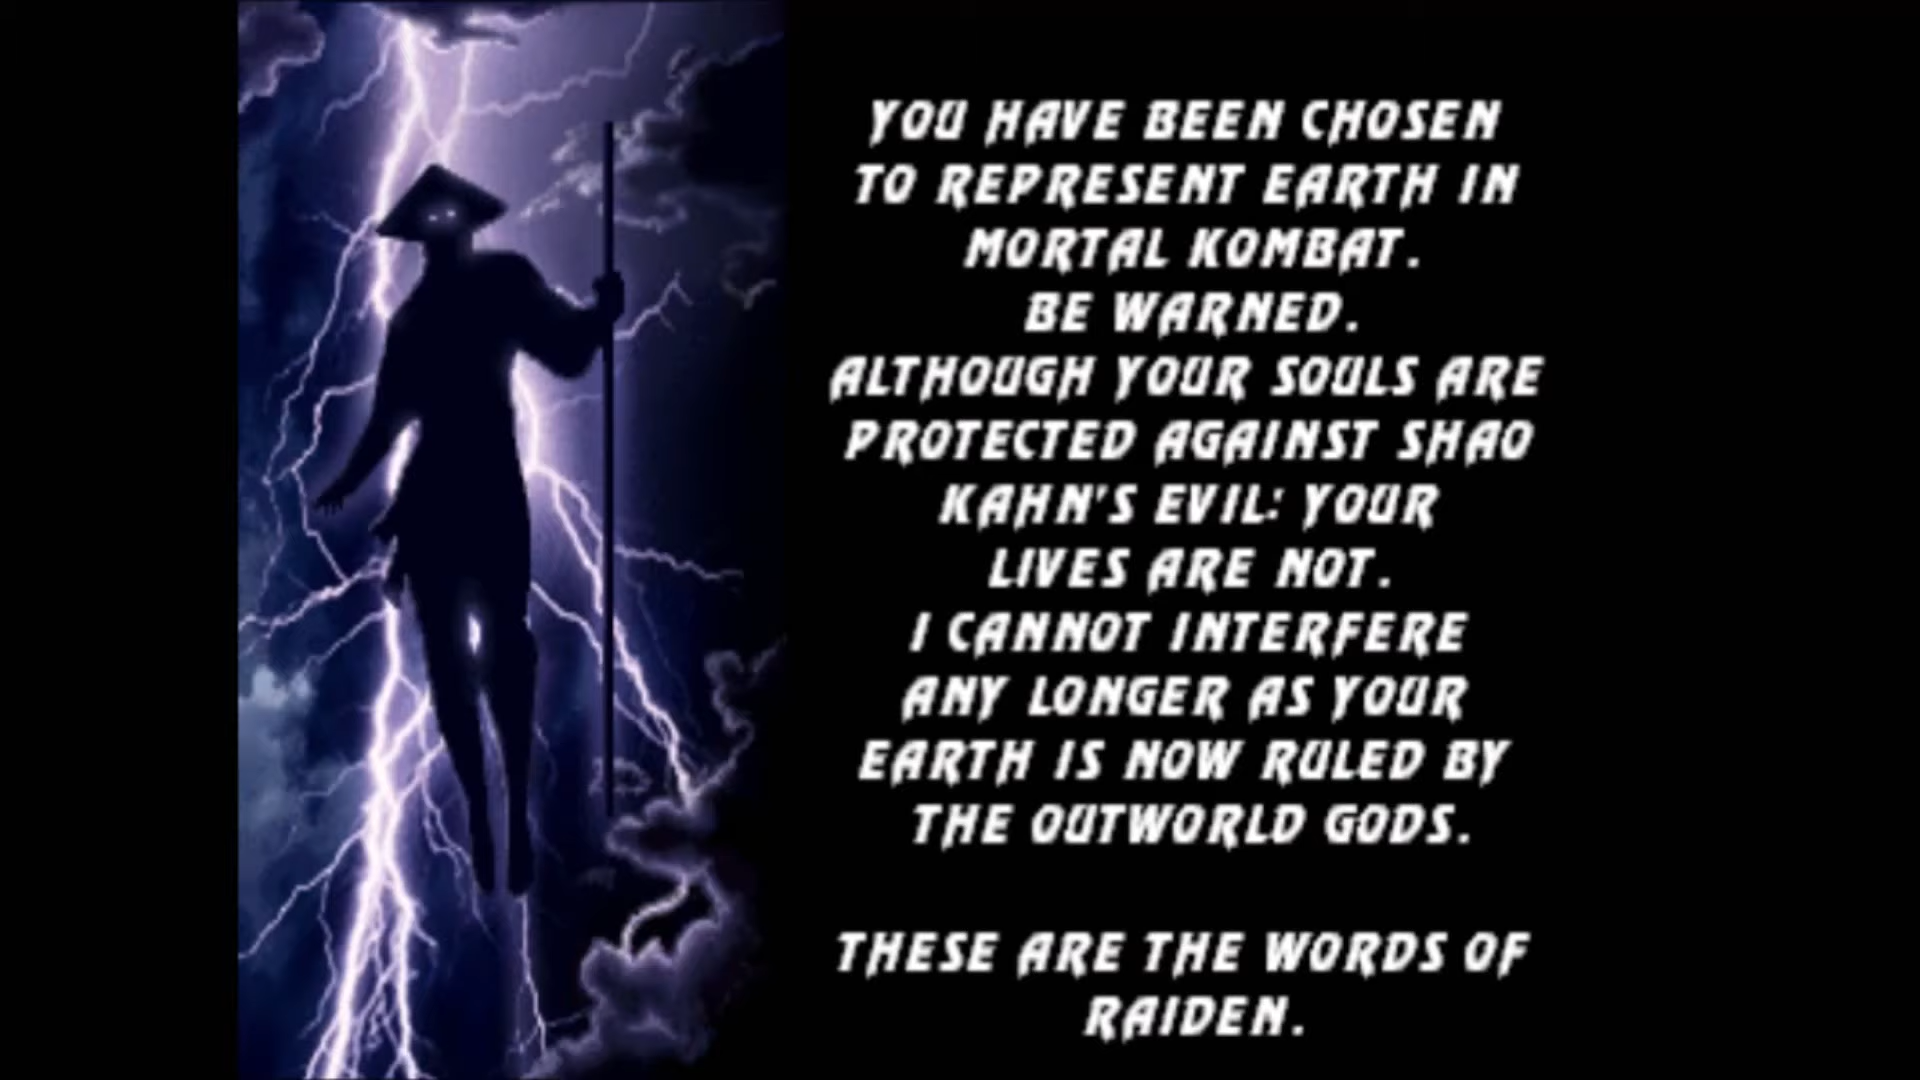 YOU HAVE BEEN CHOSEN
TO REPRESENT EARTH IN
MORTAL KOMBAT.
BE WARNED.
ALTHOUGH YOUR SOULS ARE
PROTECTED AGAINST SHAO
KAHN'S EVIL: YOUR
LIVES ARE NOT.
I CANNOT INTERFERE
ANY LONGER AS YOUR
EARTH IS NOW RULED BY
THE OUTWORLD GODS.
THESE ARE THE WORDS OF
RAIDEN.